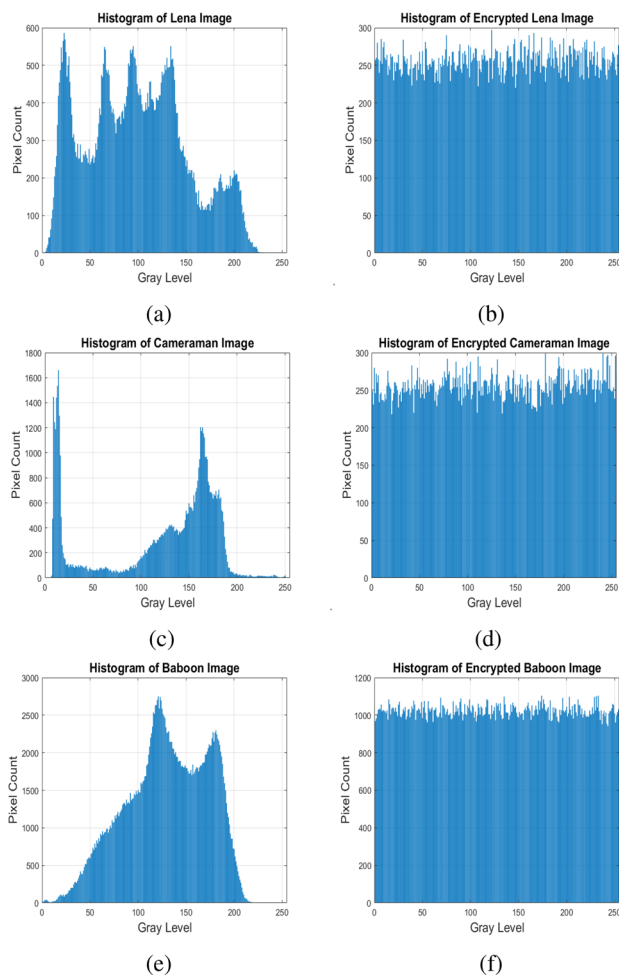 Histogram of Lena Image
Pixel Count
600
500
400
300
200
100
0
0 50 100 150 200 250
Gray Level
(a)
Histogram of Encrypted Lena Image
Pixel Count
300
250
200
150
100
50
0
0 50 100 150 200 250
Gray Level
(b)
Histogram of Cameraman Image
Pixel Count
1800
1600
1400
1200
1000
800
600
400
200
0
0 50 100 150 200 250
Gray Level
(c)
Histogram of Encrypted Cameraman Image
Pixel Count
300
250
200
150
100
50
0
0 50 100 150 200 250
Gray Level
(d)
Histogram of Baboon Image
Pixel Count
3000
2500
2000
1500
1000
500
0
0 50 100 150 200 250
Gray Level
(e)
Histogram of Encrypted Baboon Image
Pixel Count
1200
1000
800
600
400
200
0
0 50 100 150 200 250
Gray Level
(f)